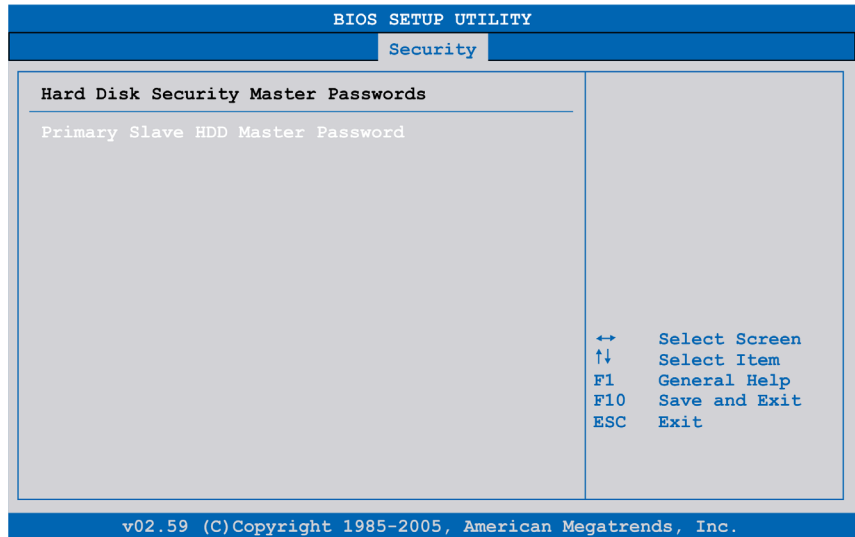 BIOS SETUP UTILITY
Security
Hard Disk Security Master Passwords
Primary Slave HDD Master Password
↔ Select Screen
↑↓ Select Item
F1 General Help
F10 Save and Exit
ESC Exit
v02.59 (C)Copyright 1985-2005, American Megatrends, Inc.